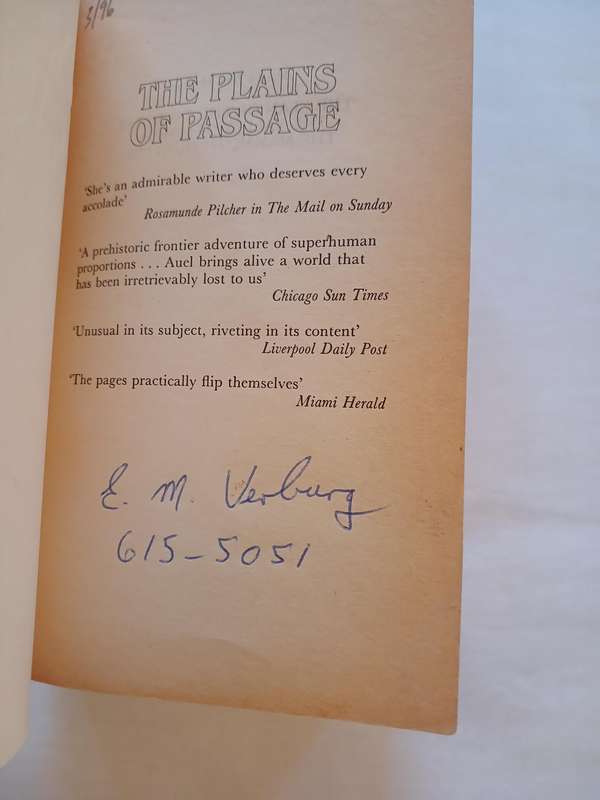 3/96
THE PLAINS
OF PASSAGE
‘She’s an admirable writer who deserves every
accolade’
Rosamunde Pilcher in The Mail on Sunday
‘A prehistoric frontier adventure of superhuman
proportions . . . Auel brings alive a world that
has been irretrievably lost to us’
Chicago Sun Times
‘Unusual in its subject, riveting in its content’
Liverpool Daily Post
‘The pages practically flip themselves’
Miami Herald
E. M. Verburg
615-5051